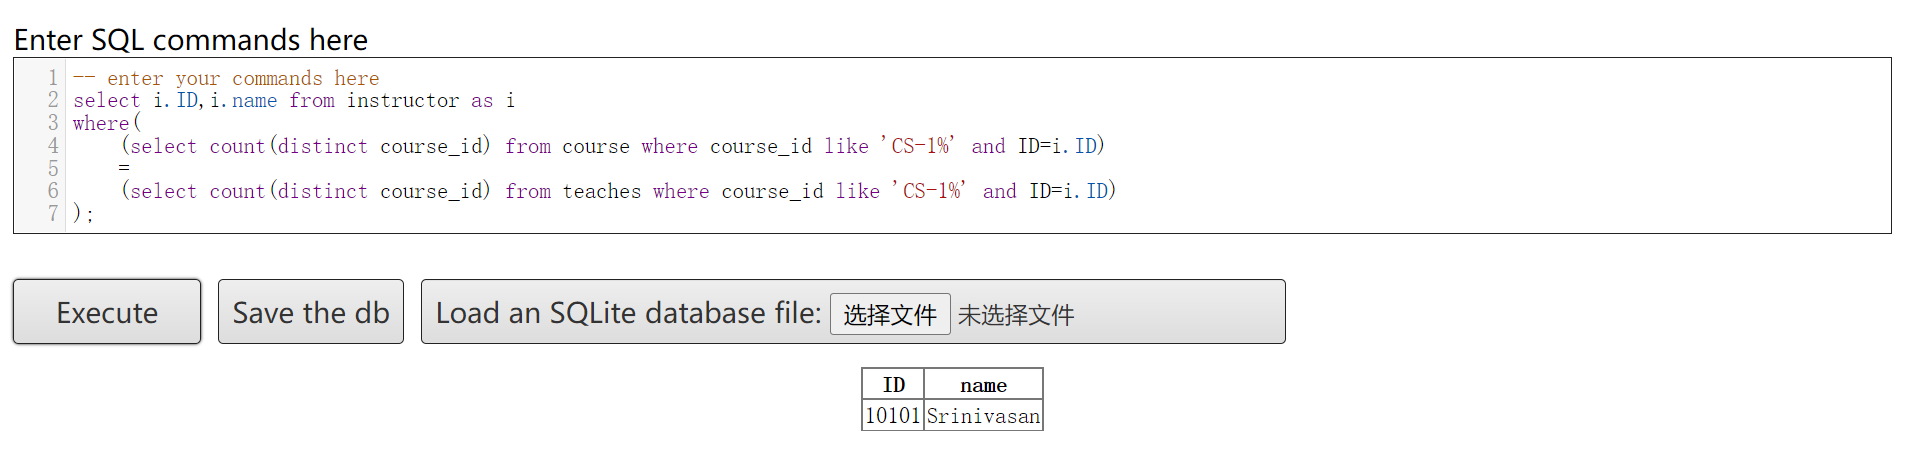 Enter SQL commands here
1 -- enter your commands here
2 select i.ID,i.name from instructor as i
3 where(
4     (select count(distinct course_id) from course where course_id like 'CS-1%' and ID=i.ID)
5     =
6     (select count(distinct course_id) from teaches where course_id like 'CS-1%' and ID=i.ID)
7 );
Execute Save the db Load an SQLite database file: 选择文件 未选择文件
ID name
10101 Srinivasan